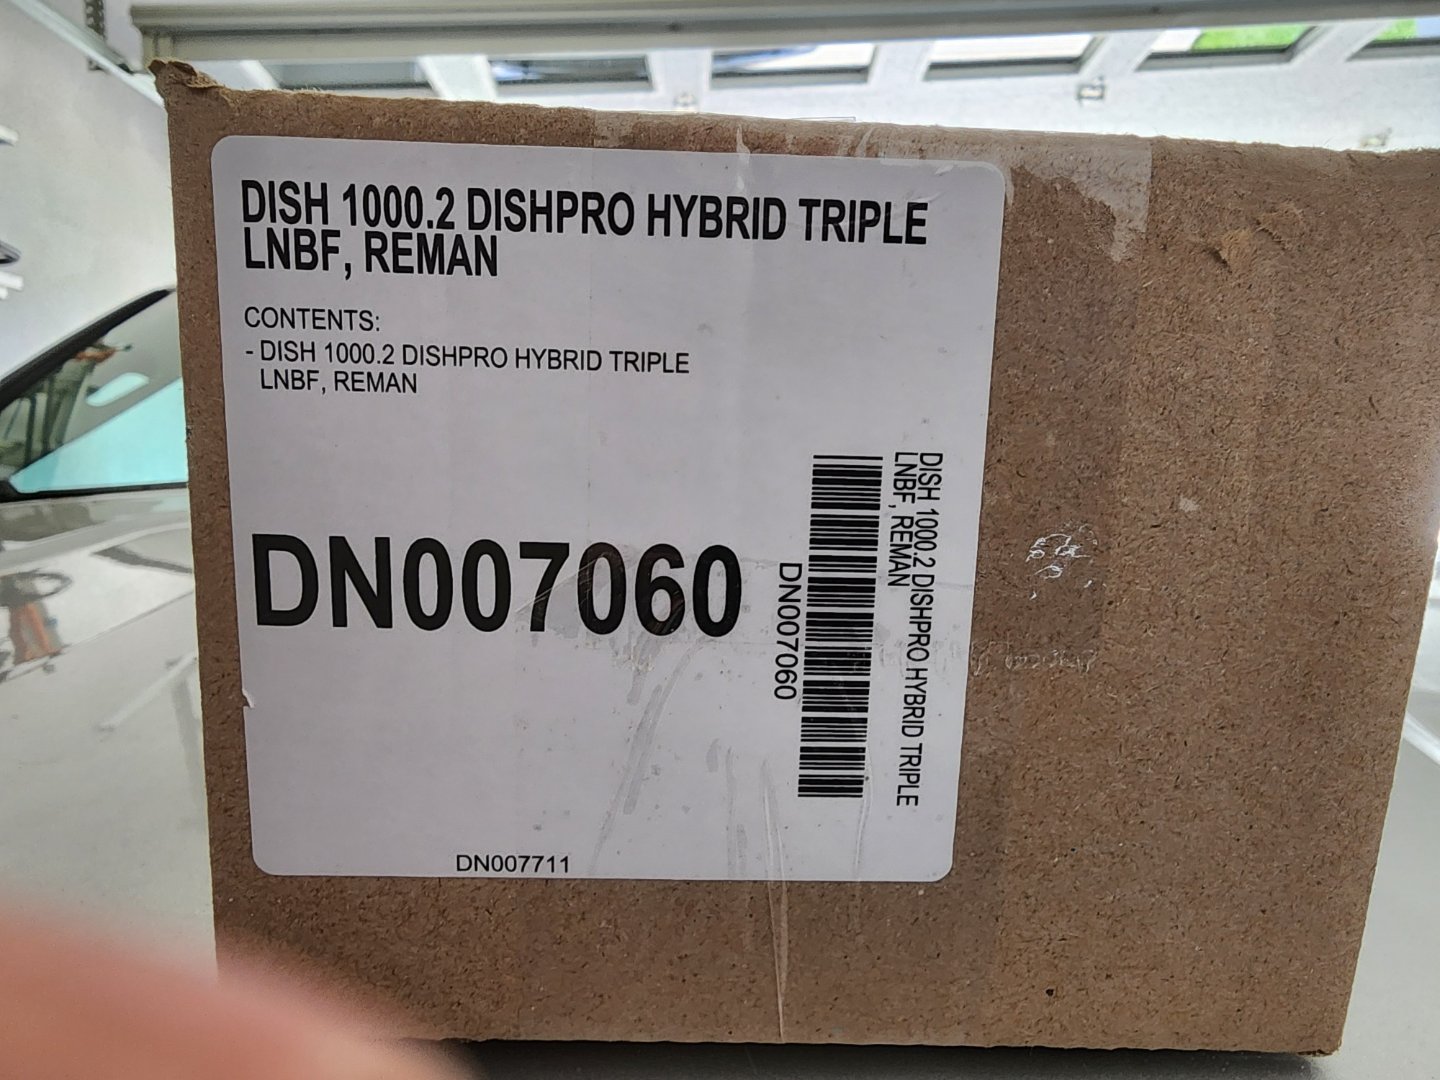 DISH 1000.2 DISHPRO HYBRID TRIPLE
LNBF, REMAN
CONTENTS:
- DISH 1000.2 DISHPRO HYBRID TRIPLE
LNBF, REMAN
DN007060
DISH 1000.2 DISHPRO HYBRID TRIPLE
LNBF, REMAN
DN007060
DN007711